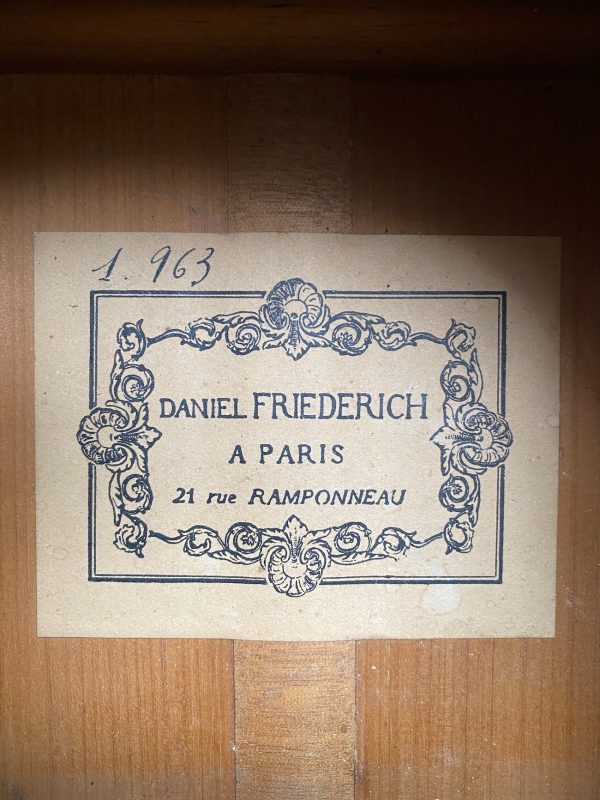 1. 963
DANIEL FRIEDERICH
A PARIS
21 rue RAMPONNEAU